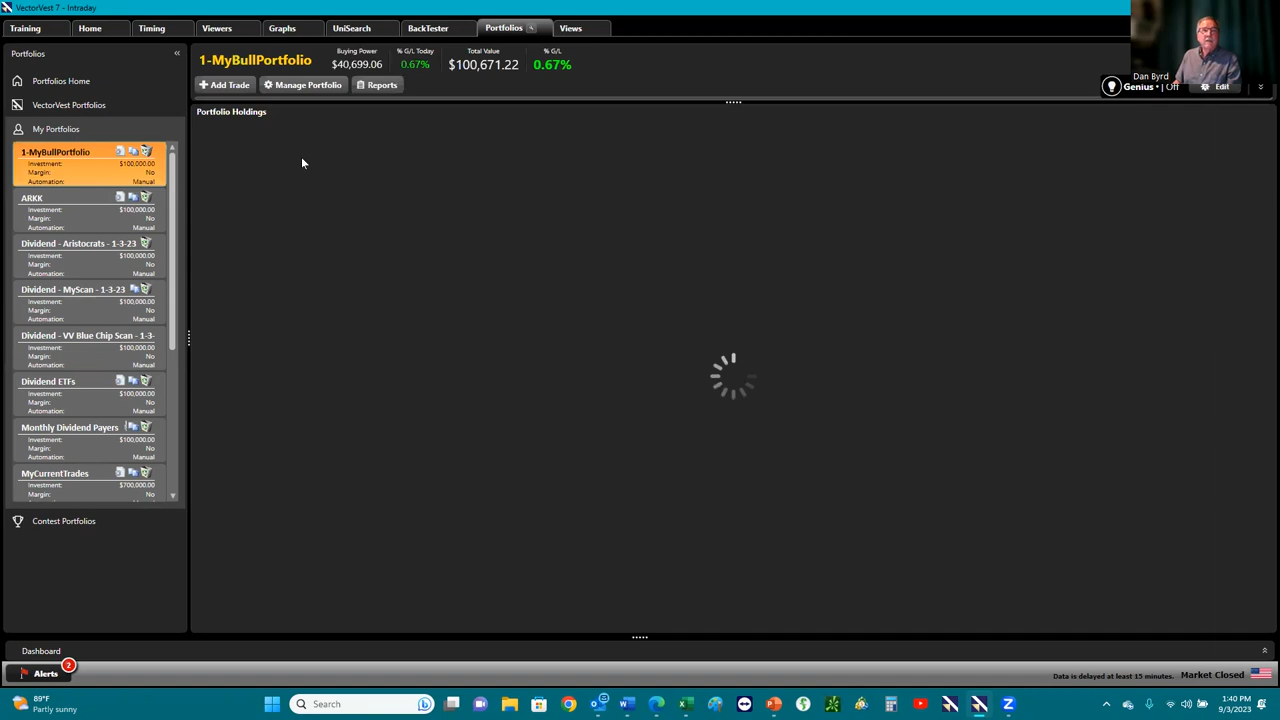 VectorVest 7 - Intraday
Training Home Timing Viewers Graphs UniSearch BackTester Portfolios Views
Portfolios
Portfolios Home
VectorVest Portfolios
My Portfolios
1-MyBullPortfolio
Investment: $100,000.00
Margin: No
Automation: Manual
ARKK
Investment: $100,000.00
Margin: No
Automation: Manual
Dividend - Aristocrats - 1-3-23
Investment: $100,000.00
Margin: No
Automation: Manual
Dividend - MyScan - 1-3-23
Investment: $100,000.00
Margin: No
Automation: Manual
Dividend - VV Blue Chip Scan - 1-3-
Investment: $100,000.00
Margin: No
Automation: Manual
Dividend ETFs
Investment: $100,000.00
Margin: No
Automation: Manual
Monthly Dividend Payers
Investment: $100,000.00
Margin: No
Automation: Manual
MyCurrentTrades
Investment: $700,000.00
Margin: No
Contest Portfolios
1-MyBullPortfolio
Buying Power
$40,699.06
% G/L Today
0.67%
Total Value
$100,671.22
% G/L
0.67%
Add Trade Manage Portfolio Reports
Dan Byrd
Genius • | Off Edit
Portfolio Holdings
Dashboard
Alerts 2
Data is delayed at least 15 minutes. Market Closed
89°F
Partly sunny
Search
1:40 PM
9/3/2023